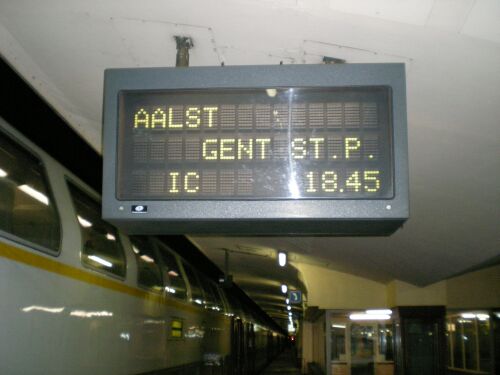 AALST
GENT ST.P.
IC 18.45